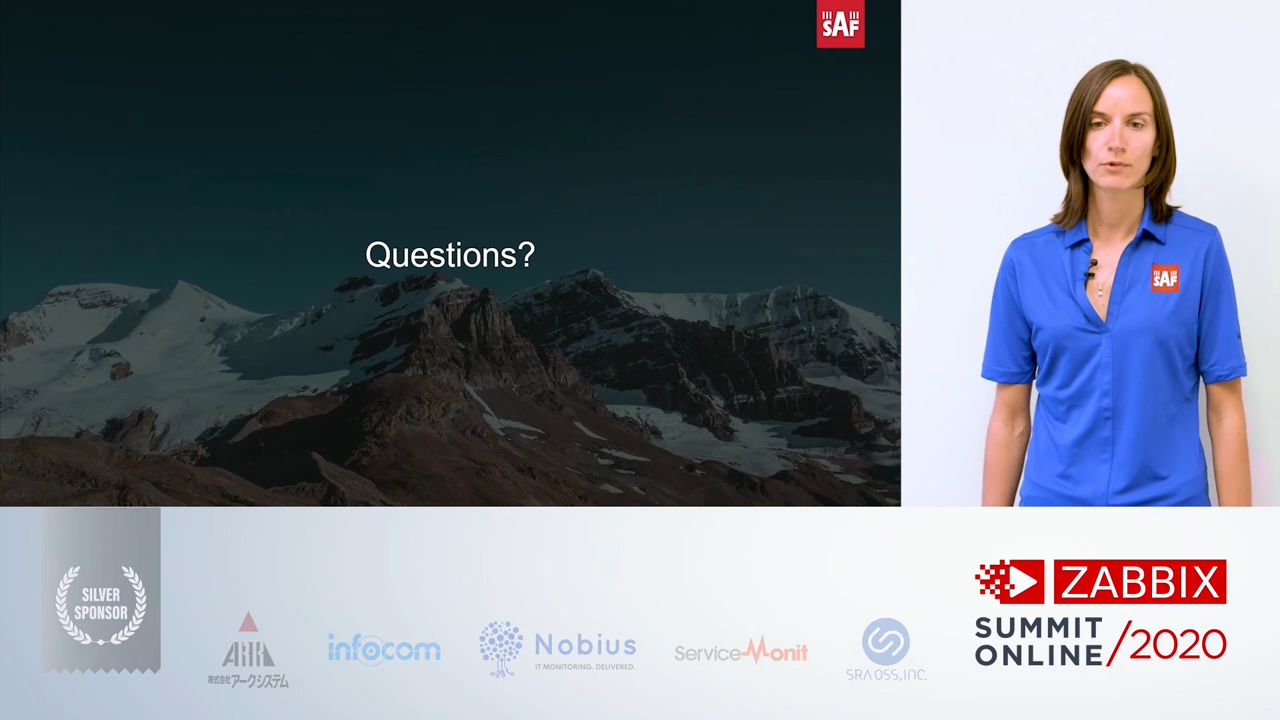 SAF
Questions?
SAF
SILVER
SPONSOR
ARK
株式会社アークシステム
infocom
Nobius
IT MONITORING. DELIVERED.
ServiceMonit
SRA OSS, INC.
ZABBIX
SUMMIT
ONLINE/2020